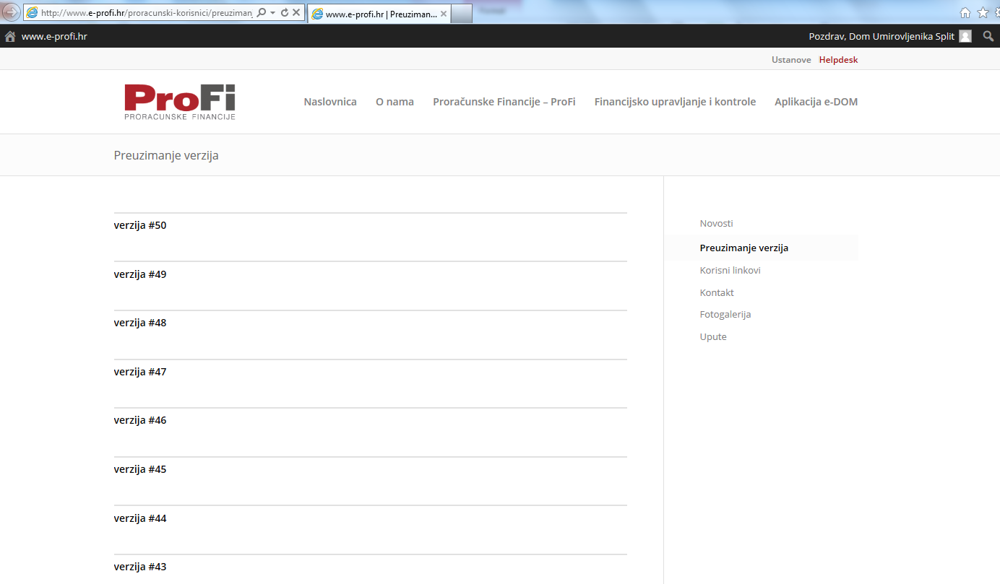 http://www.e-profi.hr/proracunski-korisnici/preuziman
www.e-profi.hr | Preuziman...
www.e-profi.hr
Pozdrav, Dom Umirovljenika Split
Ustanove Helpdesk
ProFi
PRORAČUNSKE FINANCIJE
Naslovnica O nama Proračunske Financije – ProFi Financijsko upravljanje i kontrole Aplikacija e-DOM
Preuzimanje verzija
verzija #50
verzija #49
verzija #48
verzija #47
verzija #46
verzija #45
verzija #44
verzija #43
Novosti
Preuzimanje verzija
Korisni linkovi
Kontakt
Fotogalerija
Upute